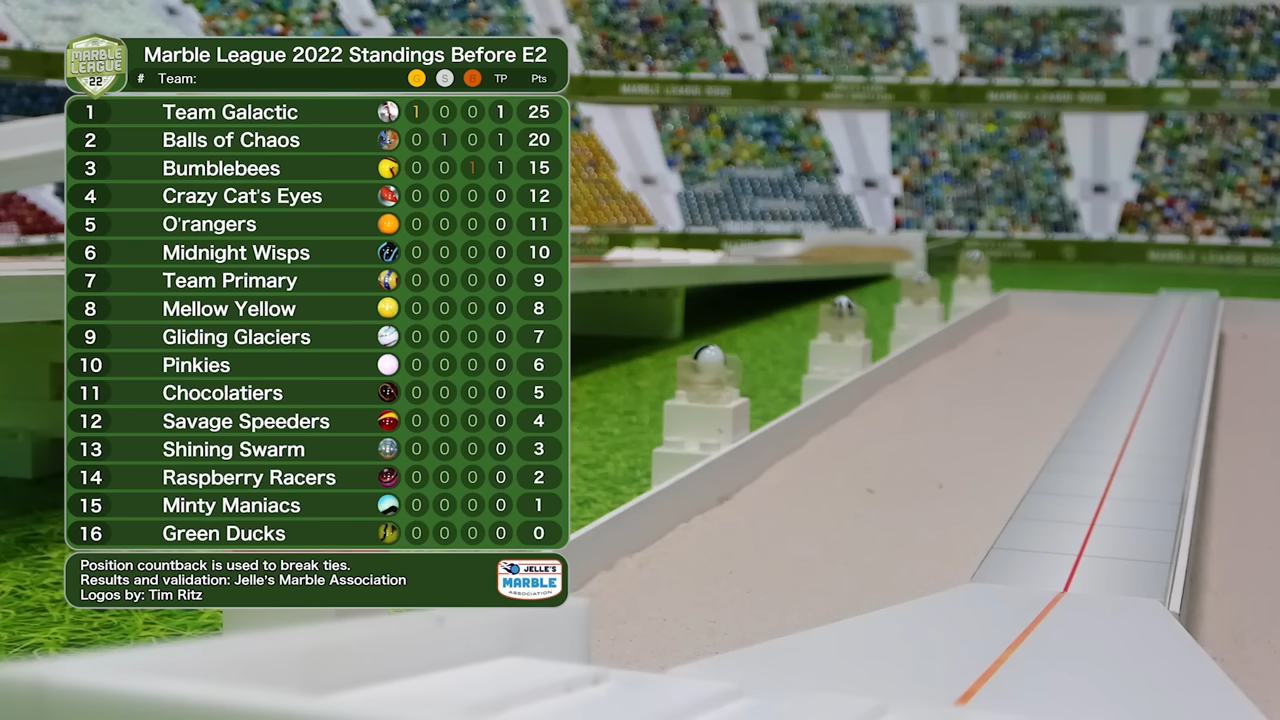 MARBLE LEAGUE 22
Marble League 2022 Standings Before E2
# Team: G S B TP Pts
1 Team Galactic 1 0 0 1 25
2 Balls of Chaos 0 1 0 1 20
3 Bumblebees 0 0 1 1 15
4 Crazy Cat's Eyes 0 0 0 0 12
5 O'rangers 0 0 0 0 11
6 Midnight Wisps 0 0 0 0 10
7 Team Primary 0 0 0 0 9
8 Mellow Yellow 0 0 0 0 8
9 Gliding Glaciers 0 0 0 0 7
10 Pinkies 0 0 0 0 6
11 Chocolatiers 0 0 0 0 5
12 Savage Speeders 0 0 0 0 4
13 Shining Swarm 0 0 0 0 3
14 Raspberry Racers 0 0 0 0 2
15 Minty Maniacs 0 0 0 0 1
16 Green Ducks 0 0 0 0 0
Position countback is used to break ties.
Results and validation: Jelle's Marble Association
Logos by: Tim Ritz
JELLE'S
MARBLE
ASSOCIATION